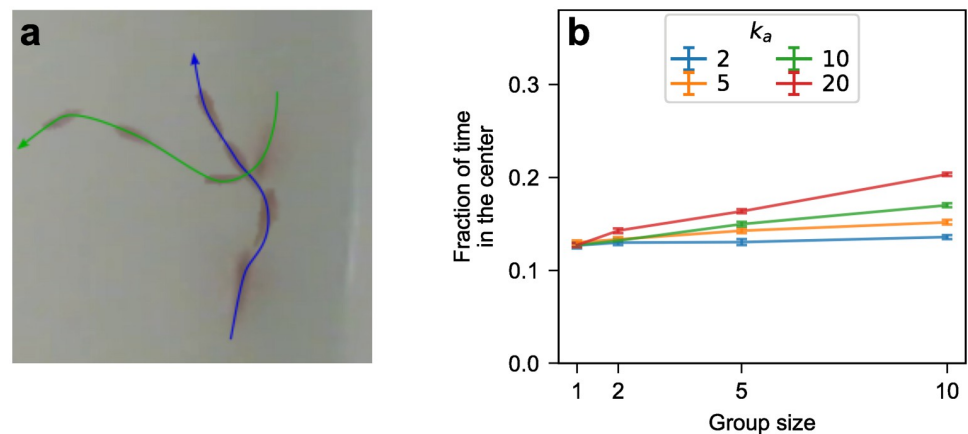 a
b
k_a
2 10
5 20
0.3
0.2
0.1
0.0
Fraction of time
in the center
1 2 5 10
Group size